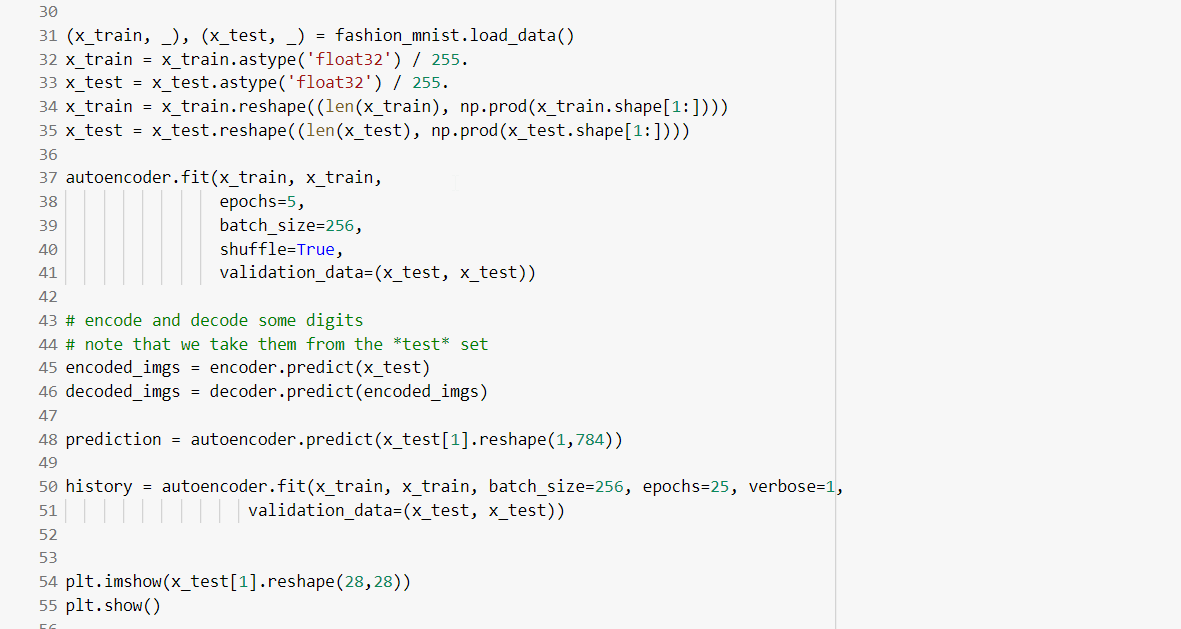 30
31 (x_train, _), (x_test, _) = fashion_mnist.load_data()
32 x_train = x_train.astype('float32') / 255.
33 x_test = x_test.astype('float32') / 255.
34 x_train = x_train.reshape((len(x_train), np.prod(x_train.shape[1:])))
35 x_test = x_test.reshape((len(x_test), np.prod(x_test.shape[1:])))
36
37 autoencoder.fit(x_train, x_train,
38                 epochs=5,
39                 batch_size=256,
40                 shuffle=True,
41                 validation_data=(x_test, x_test))
42
43 # encode and decode some digits
44 # note that we take them from the *test* set
45 encoded_imgs = encoder.predict(x_test)
46 decoded_imgs = decoder.predict(encoded_imgs)
47
48 prediction = autoencoder.predict(x_test[1].reshape(1,784))
49
50 history = autoencoder.fit(x_train, x_train, batch_size=256, epochs=25, verbose=1,
51                    validation_data=(x_test, x_test))
52
53
54 plt.imshow(x_test[1].reshape(28,28))
55 plt.show()
56